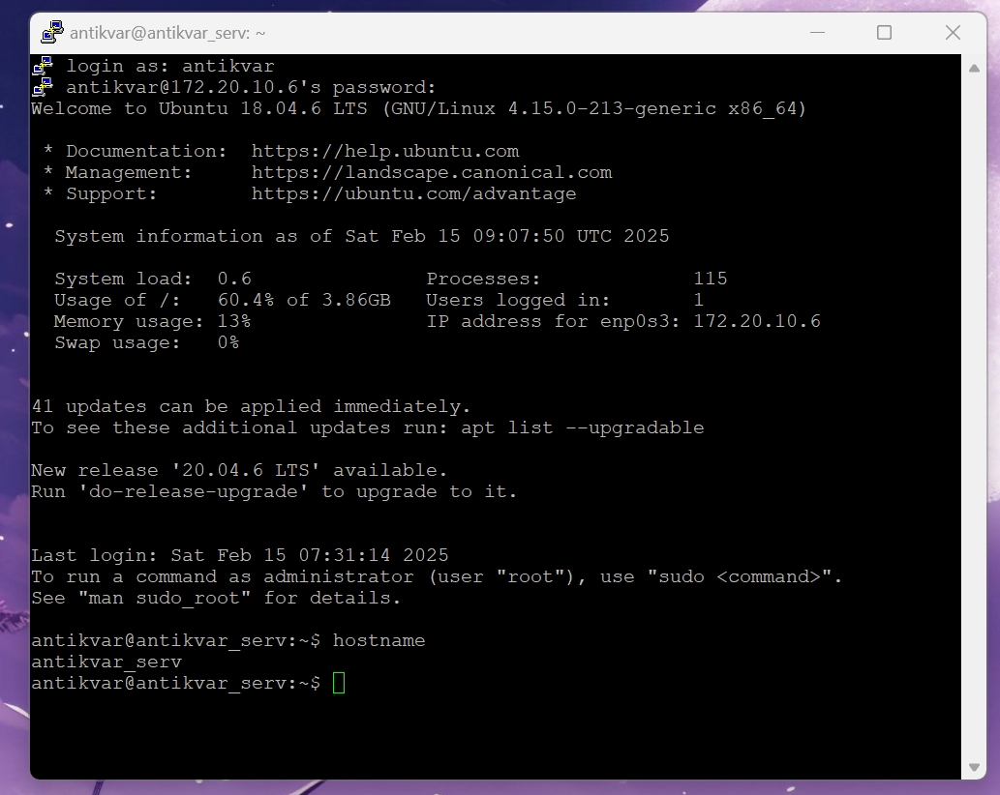 antikvar@antikvar_serv: ~
login as: antikvar
antikvar@172.20.10.6's password:
Welcome to Ubuntu 18.04.6 LTS (GNU/Linux 4.15.0-213-generic x86_64)
* Documentation:  https://help.ubuntu.com
* Management:     https://landscape.canonical.com
* Support:        https://ubuntu.com/advantage
System information as of Sat Feb 15 09:07:50 UTC 2025
System load:  0.6               Processes:             115
Usage of /:   60.4% of 3.86GB   Users logged in:       1
Memory usage: 13%               IP address for enp0s3: 172.20.10.6
Swap usage:   0%
41 updates can be applied immediately.
To see these additional updates run: apt list --upgradable
New release '20.04.6 LTS' available.
Run 'do-release-upgrade' to upgrade to it.
Last login: Sat Feb 15 07:31:14 2025
To run a command as administrator (user "root"), use "sudo <command>".
See "man sudo_root" for details.
antikvar@antikvar_serv:~$ hostname
antikvar_serv
antikvar@antikvar_serv:~$